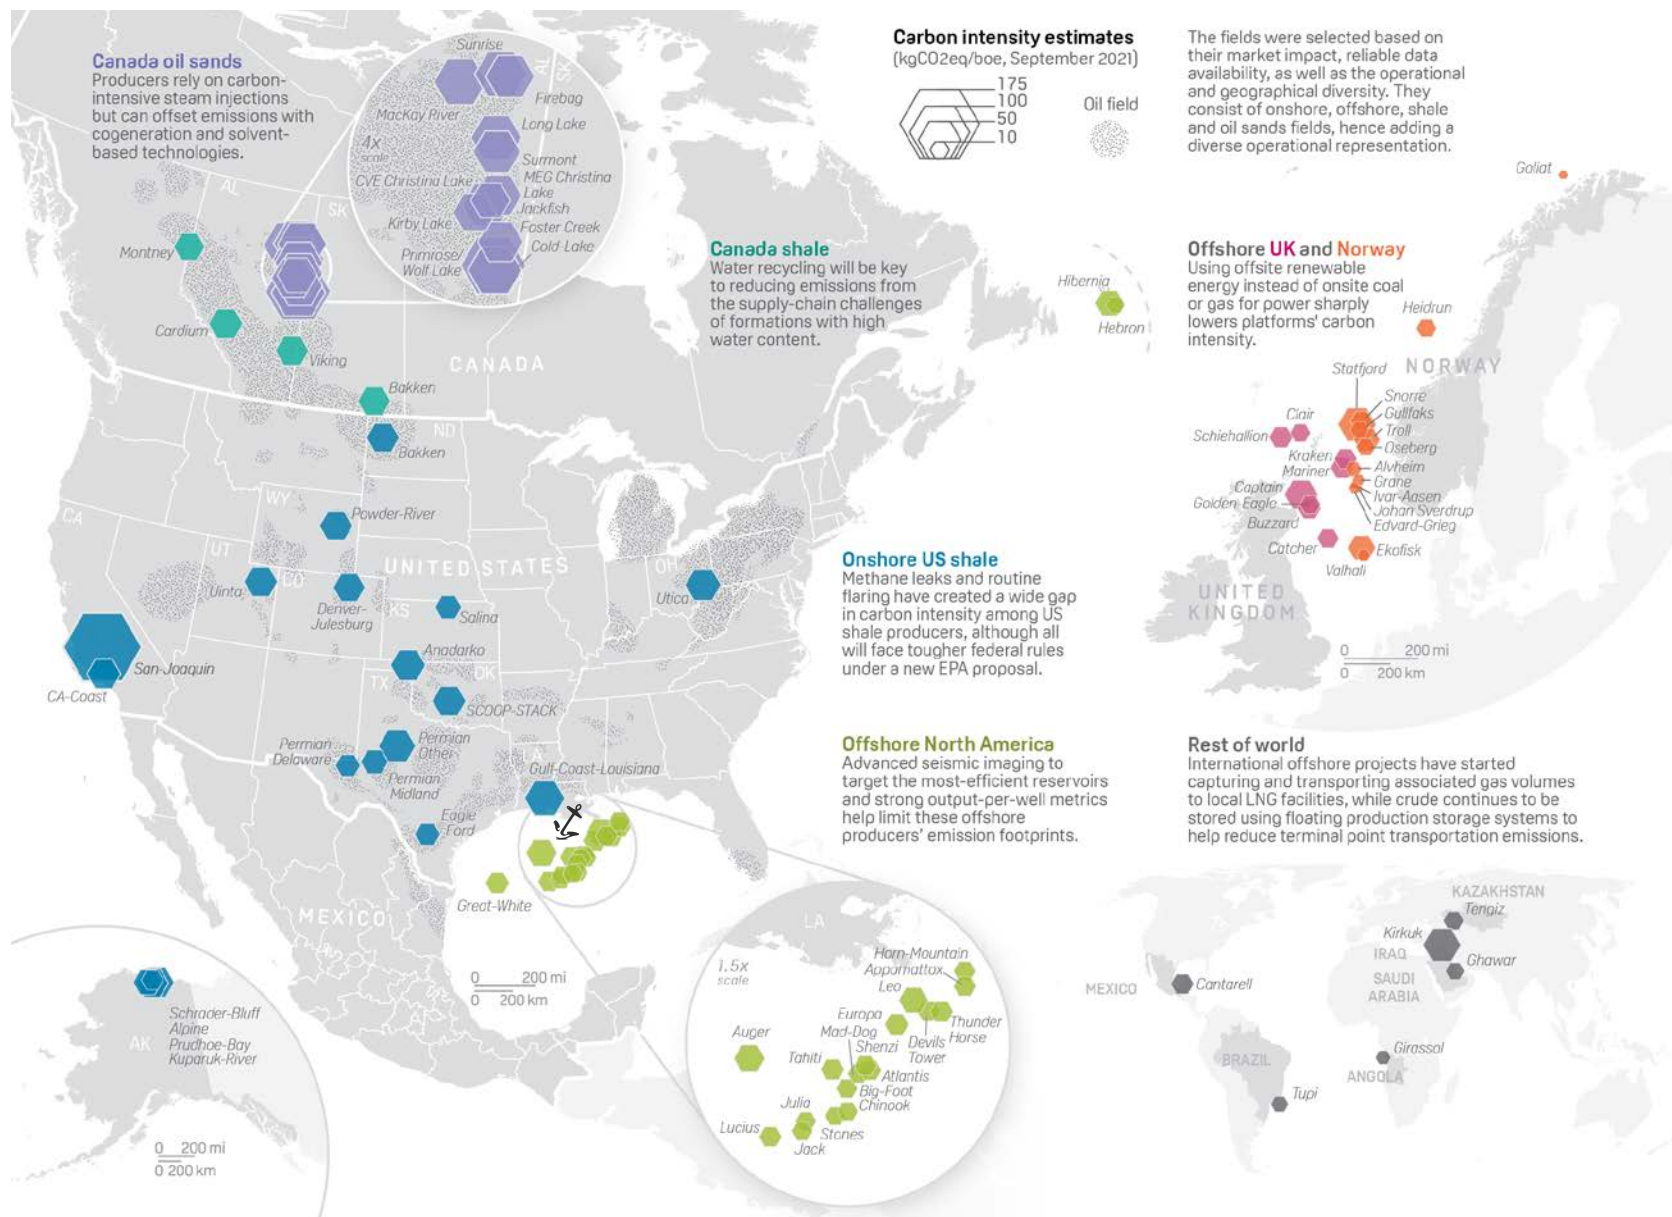 Canada oil sands
Producers rely on carbon-
intensive steam injections
but can offset emissions with
cogeneration and solvent-
based technologies.
Sunrise
AL
SK
Firebag
MacKay River
Long Lake
4x
scale
Surmont
CVE Christina Lake
MEG Christina
Lake
Jackfish
Kirby Lake
Foster Creek
Cold-Lake
Primrose/
Wolf Lake
Carbon intensity estimates
(kgCO2eq/boe, September 2021)
175
100
50
10
Oil field
The fields were selected based on
their market impact, reliable data
availability, as well as the operational
and geographical diversity. They
consist of onshore, offshore, shale
and oil sands fields, hence adding a
diverse operational representation.
AL
SK
Montney
Cardium
Viking
CANADA
Bakken
ND
Bakken
Canada shale
Water recycling will be key
to reducing emissions from
the supply-chain challenges
of formations with high
water content.
Hibernia
Hebron
Goliat
Offshore UK and Norway
Using offsite renewable
energy instead of onsite coal
or gas for power sharply
lowers platforms' carbon
intensity.
Heidrun
NORWAY
Statfjord
Snorre
Gullfaks
Troll
Oseberg
Clair
Schiehallion
Kraken
Mariner
Alvheim
Grane
Ivar-Aasen
Johan Sverdrup
Edvard-Grieg
Captain
Golden-Eagle
Buzzard
Catcher
Ekofisk
Valhall
UNITED
KINGDOM
0 200 mi
0 200 km
WY
Powder-River
CA
UT
CO
UNITED STATES
OH
Uinta
Denver-
Julesburg
KS
Salina
Utica
San-Joaquin
CA-Coast
Anadarko
OK
TX
SCOOP-STACK
Permian
Delaware
Permian
Other
Permian
Midland
LA
Gulf-Coast-Louisiana
Eagle
Ford
Great-White
MEXICO
0 200 mi
0 200 km
Onshore US shale
Methane leaks and routine
flaring have created a wide gap
in carbon intensity among US
shale producers, although all
will face tougher federal rules
under a new EPA proposal.
Offshore North America
Advanced seismic imaging to
target the most-efficient reservoirs
and strong output-per-well metrics
help limit these offshore
producers' emission footprints.
Rest of world
International offshore projects have started
capturing and transporting associated gas volumes
to local LNG facilities, while crude continues to be
stored using floating production storage systems to
help reduce terminal point transportation emissions.
Schrader-Bluff
Alpine
Prudhoe-Bay
Kuparuk-River
AK
0 200 mi
0 200 km
LA
1.5x
scale
Horn-Mountain
Appomattox
Leo
Europa
Mad-Dog
Shenzi
Devils
Tower
Thunder
Horse
Auger
Tahiti
Atlantis
Big-Foot
Chinook
Julia
Lucius
Stones
Jack
KAZAKHSTAN
Tengiz
Kirkuk
IRAQ
Ghawar
SAUDI
ARABIA
MEXICO
Cantarell
BRAZIL
Girassol
ANGOLA
Tupi